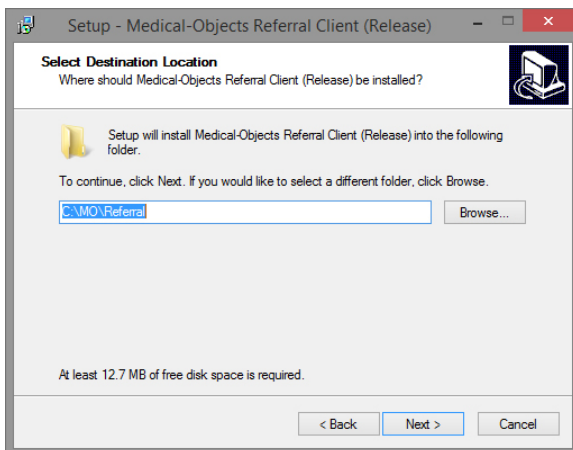 Setup - Medical-Objects Referral Client (Release)
Select Destination Location
Where should Medical-Objects Referral Client (Release) be installed?
Setup will install Medical-Objects Referral Client (Release) into the following
folder.
To continue, click Next. If you would like to select a different folder, click Browse.
C:\MO\Referral
Browse...
At least 12.7 MB of free disk space is required.
< Back
Next >
Cancel